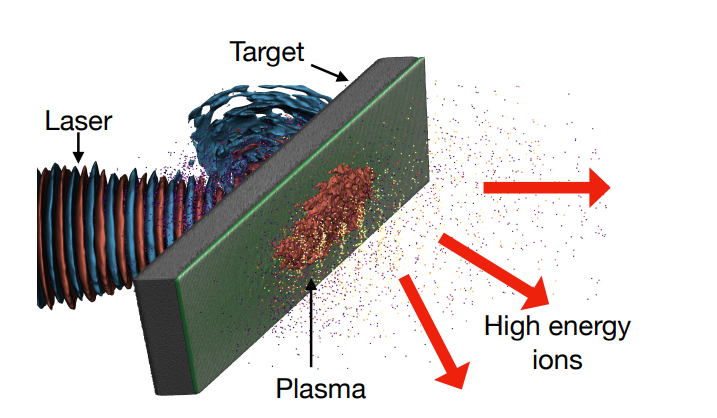 Target
Laser
High energy
ions
Plasma